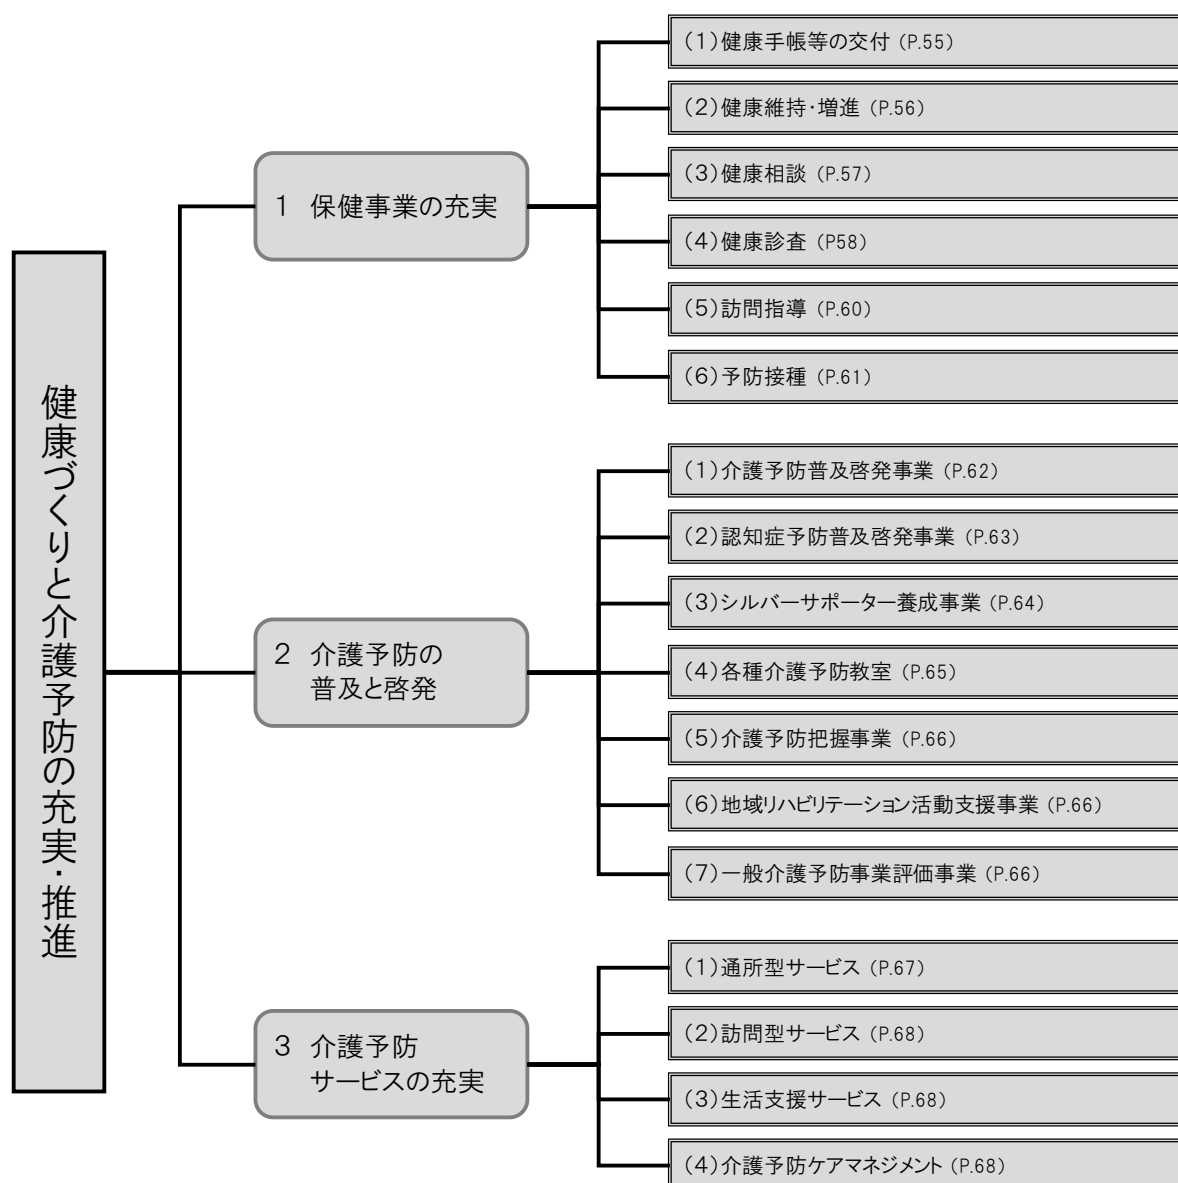 健康づくりと介護予防の充実・推進
1 保健事業の充実
(1)健康手帳等の交付 (P.55)
(2)健康維持・増進 (P.56)
(3)健康相談 (P.57)
(4)健康診査 (P58)
(5)訪問指導 (P.60)
(6)予防接種 (P.61)
2 介護予防の
普及と啓発
(1)介護予防普及啓発事業 (P.62)
(2)認知症予防普及啓発事業 (P.63)
(3)シルバーサポーター養成事業 (P.64)
(4)各種介護予防教室 (P.65)
(5)介護予防把握事業 (P.66)
(6)地域リハビリテーション活動支援事業 (P.66)
(7)一般介護予防事業評価事業 (P.66)
3 介護予防
サービスの充実
(1)通所型サービス (P.67)
(2)訪問型サービス (P.68)
(3)生活支援サービス (P.68)
(4)介護予防ケアマネジメント (P.68)